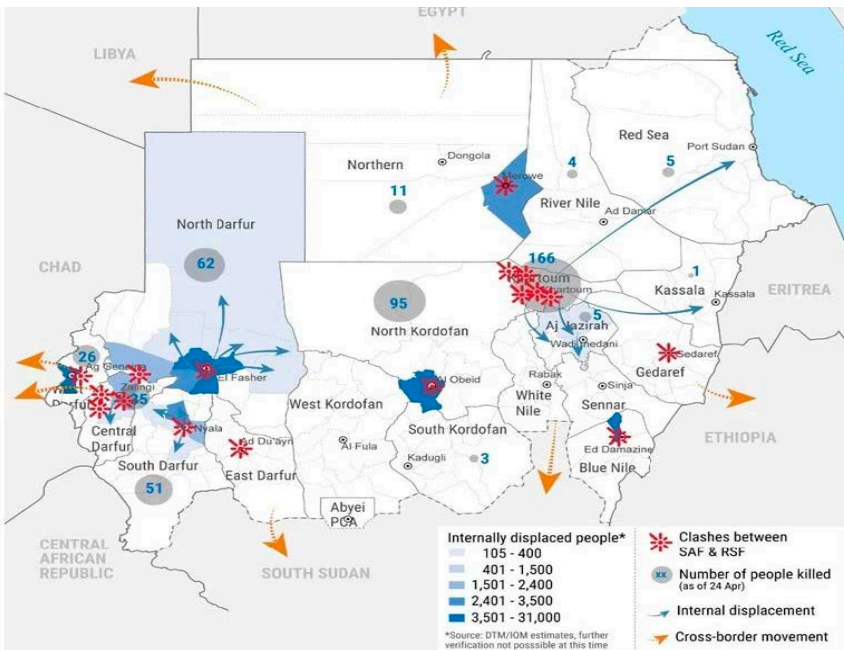 EGYPT
LIBYA
Red Sea
Red Sea
Port Sudan
Northern
Dongola
4
5
Merowe
11
River Nile
North Darfur
Ad Damar
CHAD
62
166
Khartoum
1
Kassala
ERITREA
95
Kassala
North Kordofan
5
Aj Jazirah
26
Wad Medani
Ag Geneina
Gedaref
El Fasher
Al Obeid
Rabak
Gedaref
Zalingi
35
West Kordofan
White
Nile
Sinja
Sennar
Central
Darfur
Nyala
South Kordofan
ETHIOPIA
Ad Du'ayn
Al Fula
Ed Damazine
South Darfur
East Darfur
Kadugli
3
Blue Nile
51
Abyei
PCA
CENTRAL
AFRICAN
REPUBLIC
SOUTH SUDAN
Internally displaced people*
105 - 400
401 - 1,500
1,501 - 2,400
2,401 - 3,500
3,501 - 31,000
*Source: DTM/IOM estimates, further
verification not posssible at this time
Clashes between
SAF & RSF
xx
Number of people killed
(as of 24 Apr)
Internal displacement
Cross-border movement